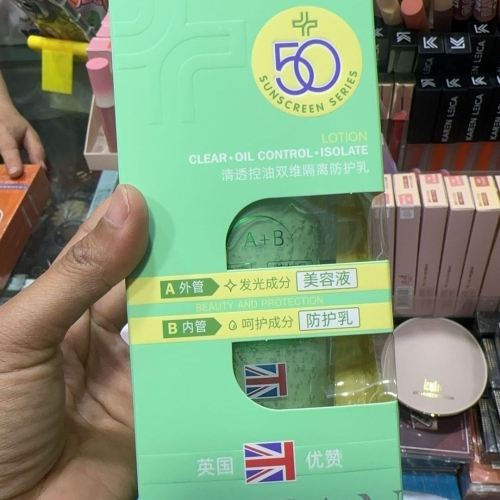 50
SUNSCREEN SERIES
LOTION
CLEAR • OIL CONTROL • ISOLATE
清透控油双维隔离防护乳
A+B
A 外管 发光成分 美容液
BEAUTY AND PROTECTION
B 内管 呵护成分 防护乳
英国 优赞
KAREN LEICA
KAREN LEICA